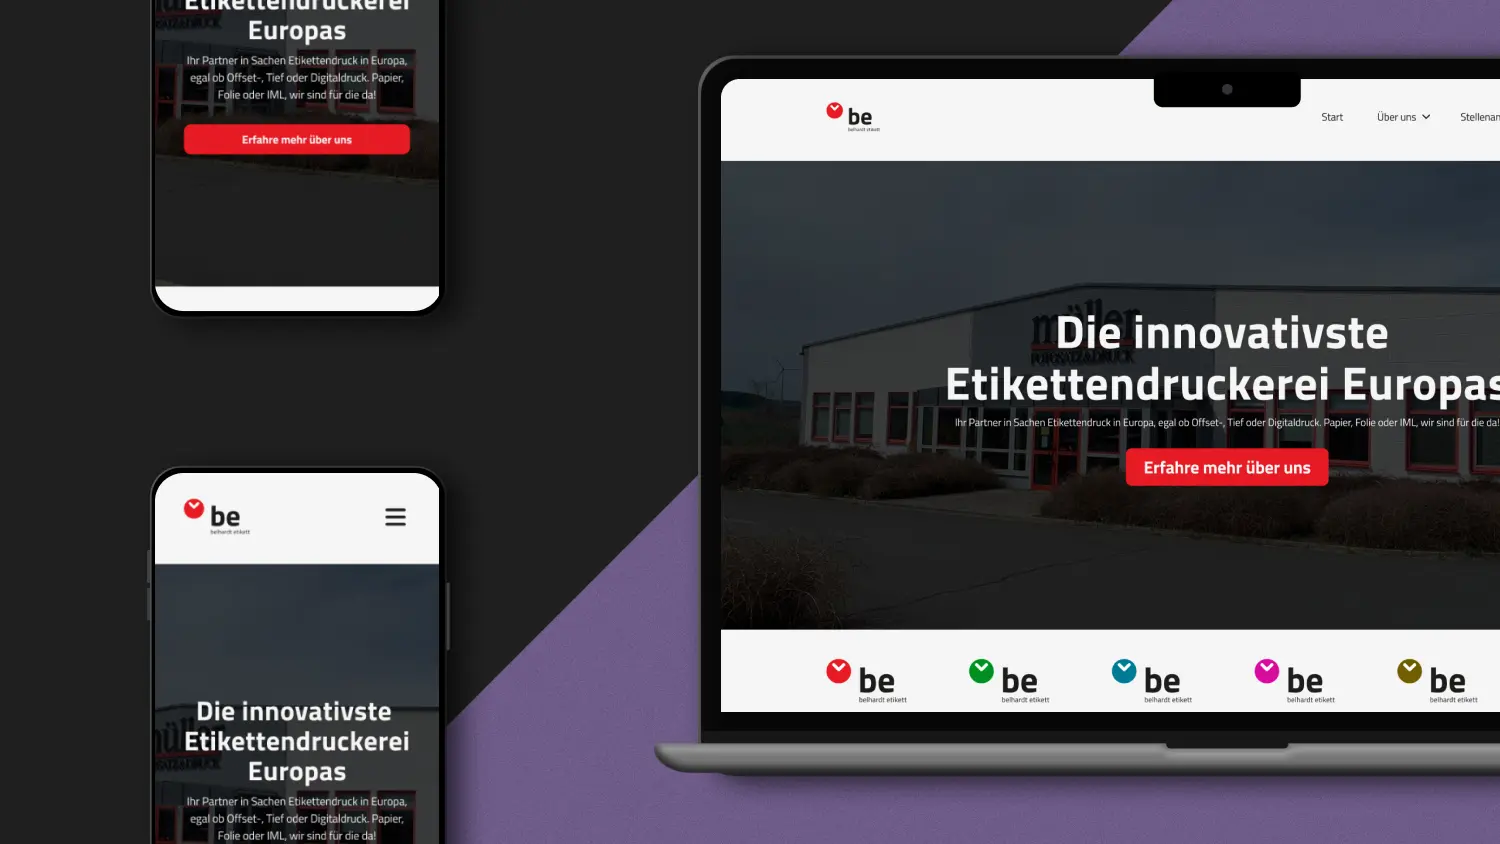 Etikettendruckerei
Europas
Ihr Partner in Sachen Etikettendruck in Europa,
egal ob Offset-, Tief oder Digitaldruck. Papier,
Folie oder IML, wir sind für die da!
Erfahre mehr über uns
be
belhardt etikett
Die innovativste
Etikettendruckerei
Europas
Ihr Partner in Sachen Etikettendruck in Europa,
egal ob Offset-, Tief oder Digitaldruck. Papier,
Folie oder IML, wir sind für die da!
be
belhardt etikett
Start Über uns Stellenan
müller
FORMSATZ&DRUCK
Die innovativste
Etikettendruckerei Europas
Ihr Partner in Sachen Etikettendruck in Europa, egal ob Offset-, Tief oder Digitaldruck. Papier, Folie oder IML, wir sind für die da!
Erfahre mehr über uns
be be be be be
belhardt etikett belhardt etikett belhardt etikett belhardt etikett belhardt etikett